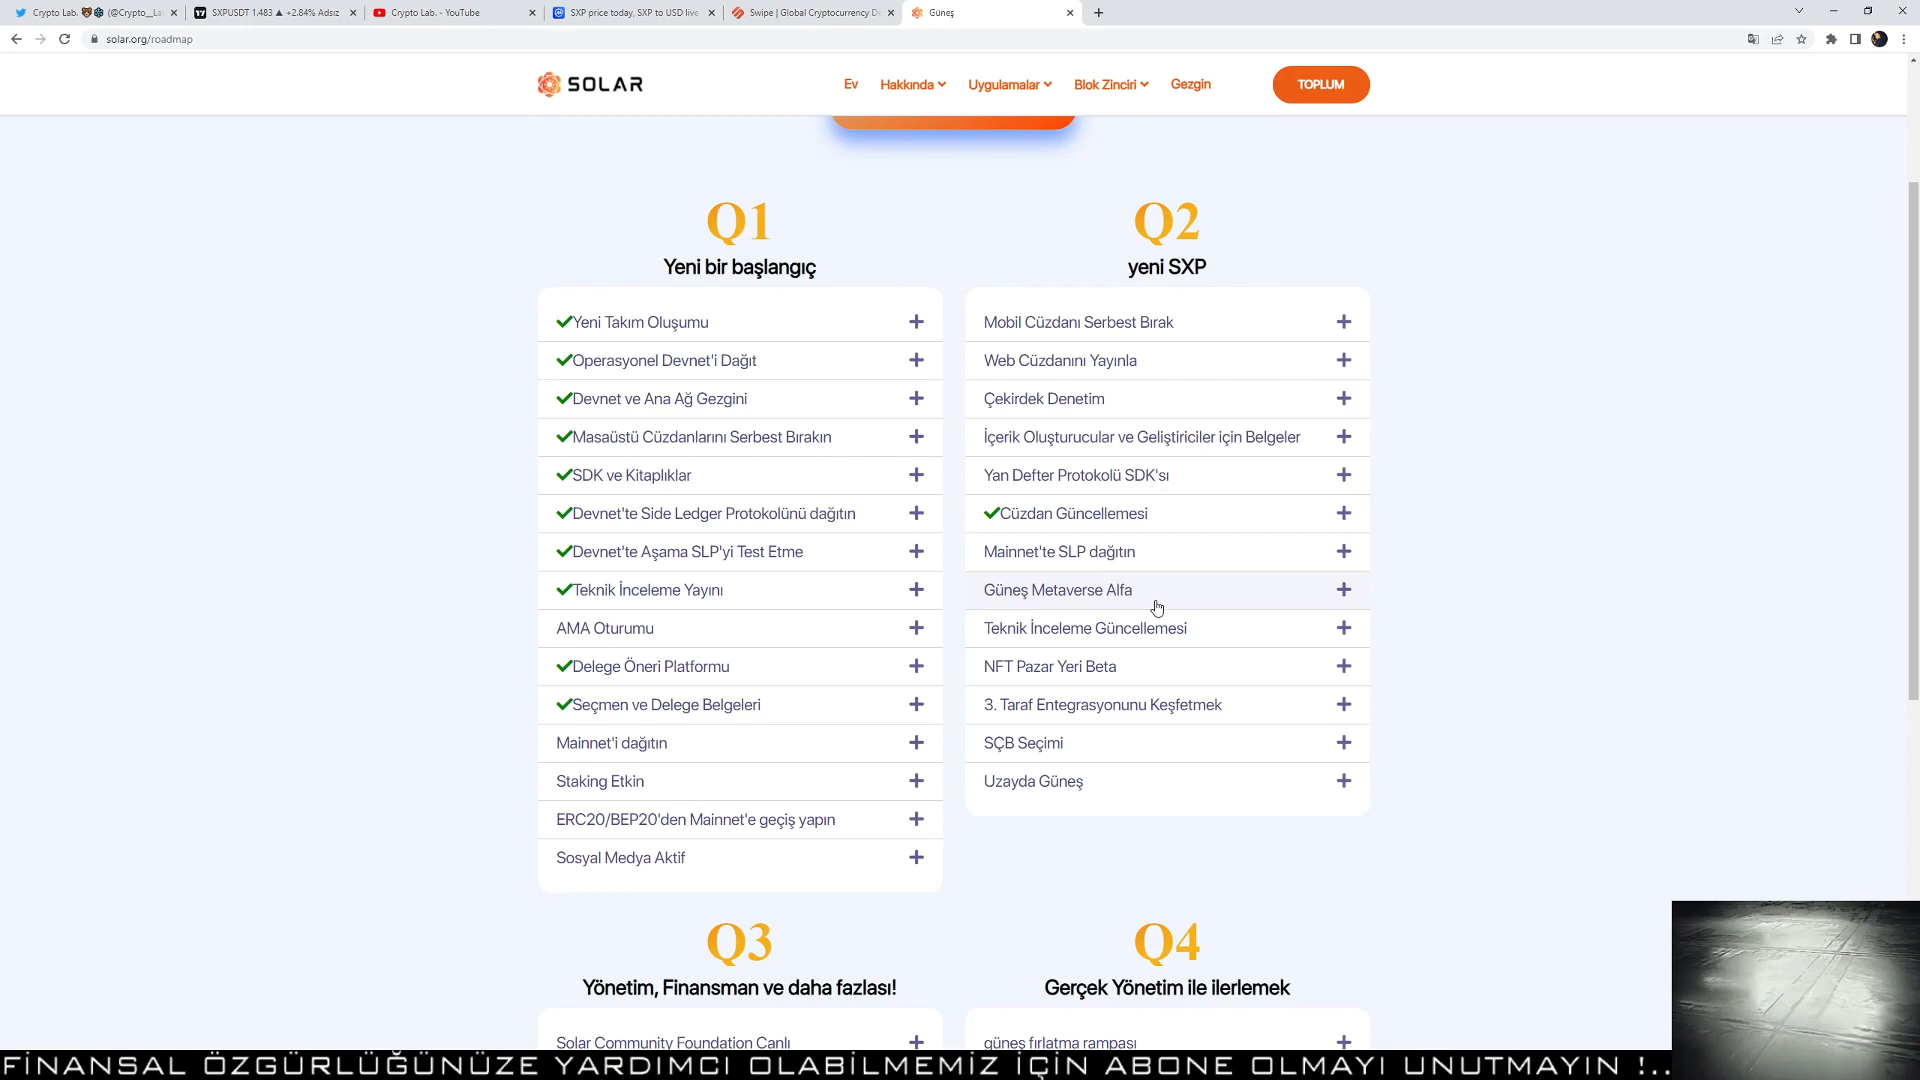 Crypto Lab. (@Crypto__La
SXPUSDT 1.483 ▲ +2.84% Adsız
Crypto Lab. - YouTube
SXP price today, SXP to USD live,
Swipe | Global Cryptocurrency De
Güneş
solar.org/roadmap
SOLAR
Ev
Hakkında
Uygulamalar
Blok Zinciri
Gezgin
TOPLUM
Q1
Yeni bir başlangıç
Yeni Takım Oluşumu
Operasyonel Devnet'i Dağıt
Devnet ve Ana Ağ Gezgini
Masaüstü Cüzdanlarını Serbest Bırakın
SDK ve Kitaplıklar
Devnet'te Side Ledger Protokolünü dağıtın
Devnet'te Aşama SLP'yi Test Etme
Teknik İnceleme Yayını
AMA Oturumu
Delege Öneri Platformu
Seçmen ve Delege Belgeleri
Mainnet'i dağıtın
Staking Etkin
ERC20/BEP20'den Mainnet'e geçiş yapın
Sosyal Medya Aktif
Q2
yeni SXP
Mobil Cüzdanı Serbest Bırak
Web Cüzdanını Yayınla
Çekirdek Denetim
İçerik Oluşturucular ve Geliştiriciler için Belgeler
Yan Defter Protokolü SDK'sı
Cüzdan Güncellemesi
Mainnet'te SLP dağıtın
Güneş Metaverse Alfa
Teknik İnceleme Güncellemesi
NFT Pazar Yeri Beta
3. Taraf Entegrasyonunu Keşfetmek
SÇB Seçimi
Uzayda Güneş
Q3
Yönetim, Finansman ve daha fazlası!
Solar Community Foundation Canlı
Q4
Gerçek Yönetim ile ilerlemek
güneş fırlatma rampası
FİNANSAL ÖZGÜRLÜĞÜNÜZE YARDIMCI OLABİLMEMİZ İÇİN ABONE OLMAYI UNUTMAYIN !..